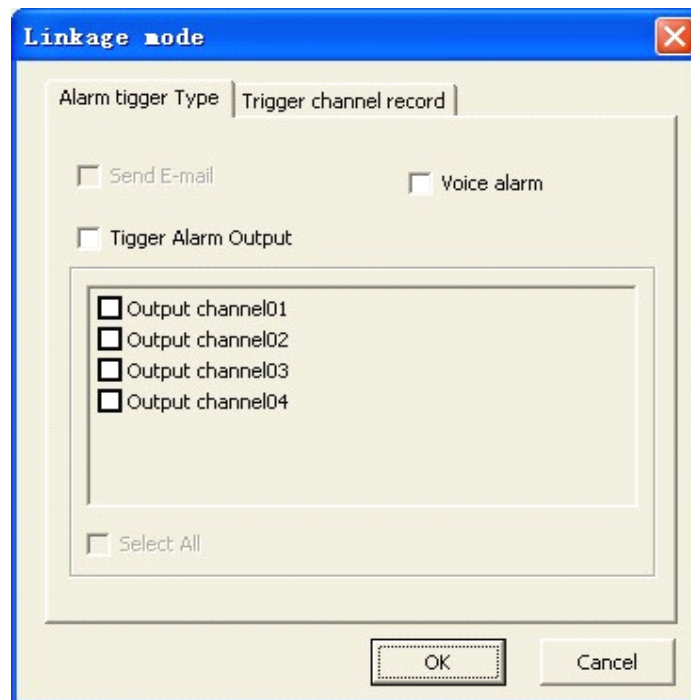 Linkage mode
Alarm tigger Type
Trigger channel record
Send E-mail
Voice alarm
Tigger Alarm Output
Output channel01
Output channel02
Output channel03
Output channel04
Select All
OK
Cancel